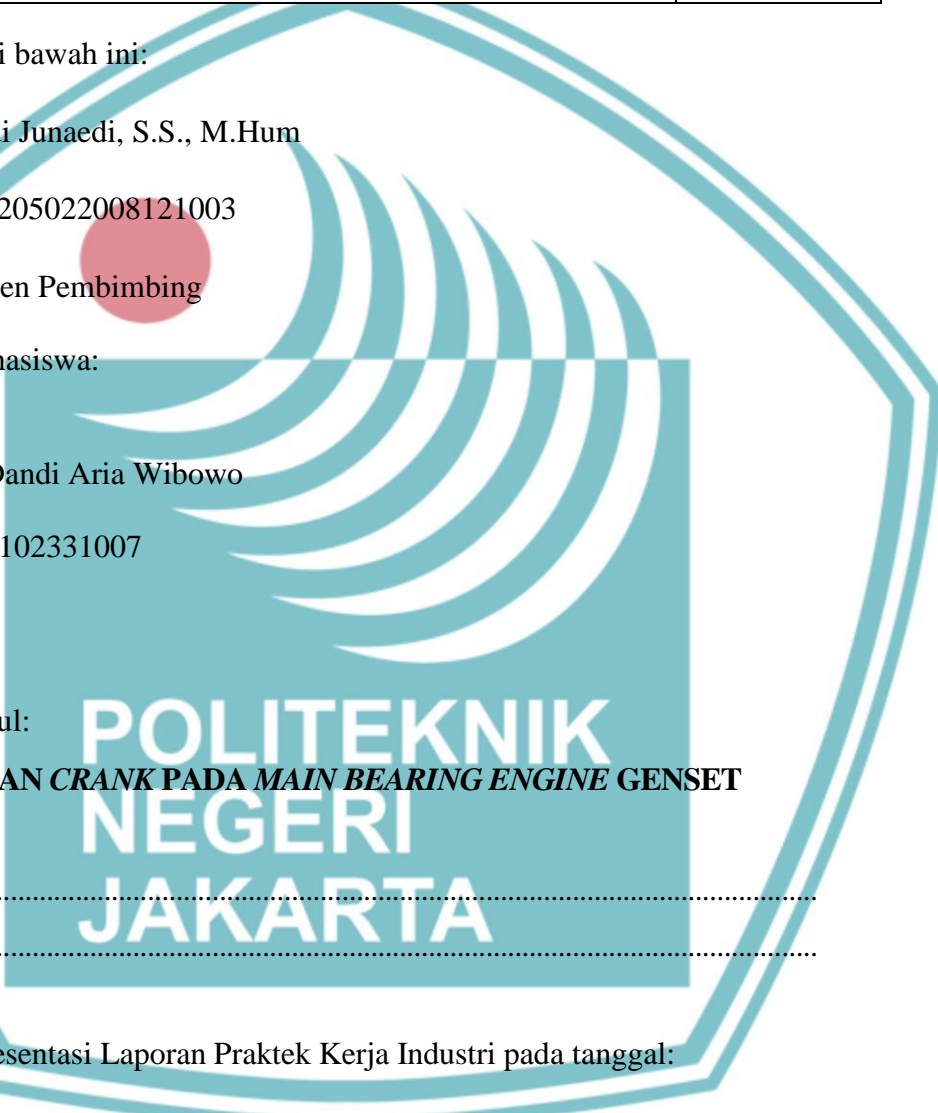 i bawah ini:
i Junaedi, S.S., M.Hum
205022008121003
en Pembimbing
asiswa:
Dandi Aria Wibowo
102331007
ul:
POLITEKNIK
AN CRANK PADA MAIN BEARING ENGINE GENSET
NEGERI
JAKARTA
esentasi Laporan Praktek Kerja Industri pada tanggal: